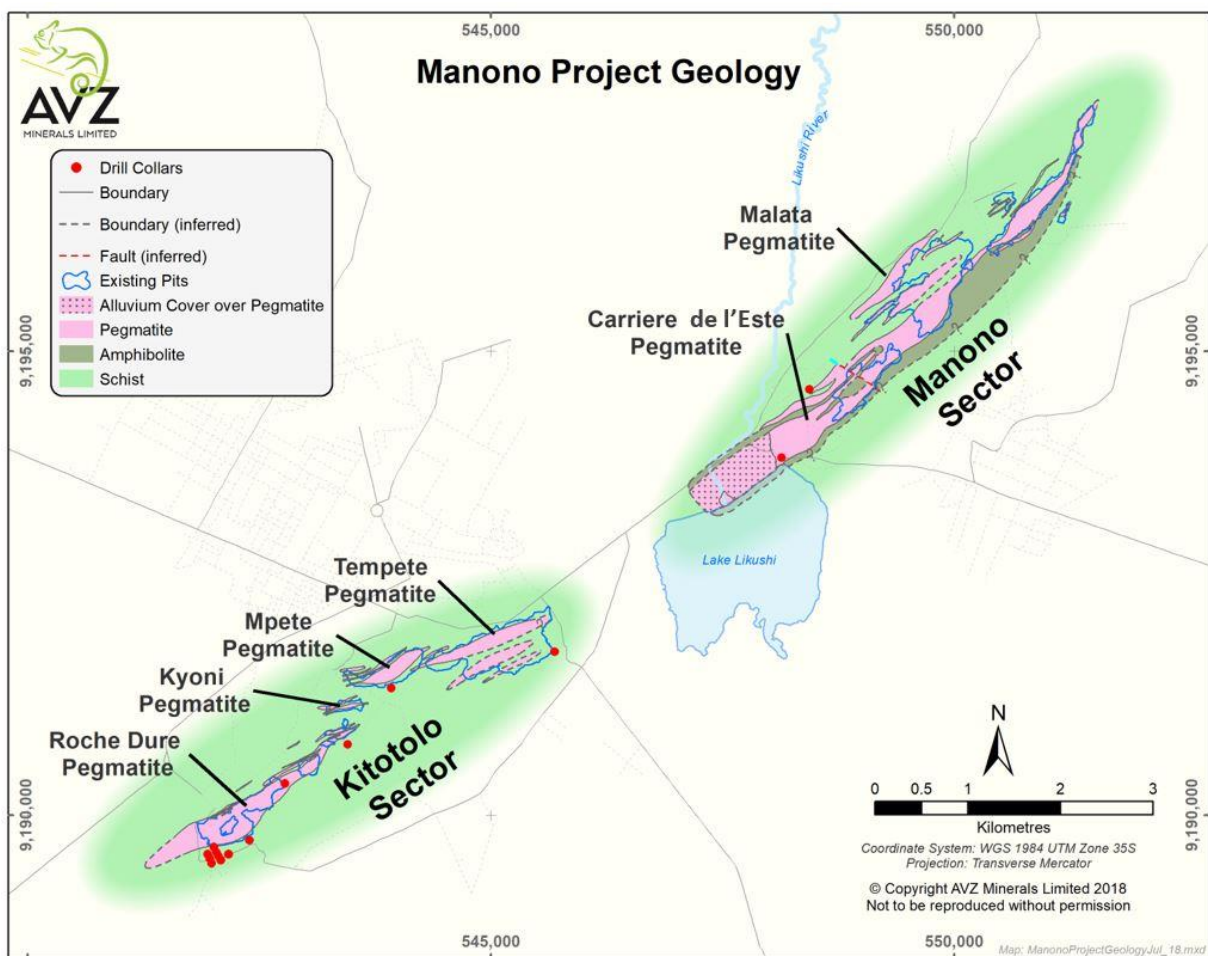 545,000
550,000
Manono Project Geology
AVZ
MINERALS LIMITED
Drill Collars
Boundary
Boundary (inferred)
Fault (inferred)
Existing Pits
Alluvium Cover over Pegmatite
Pegmatite
Amphibolite
Schist
Likushi River
Malata
Pegmatite
Carriere de l'Este
Pegmatite
Manono
Sector
9,195,000
9,195,000
Lake Likushi
Tempete
Pegmatite
Mpete
Pegmatite
Kyoni
Pegmatite
Roche Dure
Pegmatite
Kitotolo
Sector
9,190,000
9,190,000
N
0 0.5 1 2 3
Kilometres
Coordinate System: WGS 1984 UTM Zone 35S
Projection: Transverse Mercator
© Copyright AVZ Minerals Limited 2018
Not to be reproduced without permission
545,000
550,000
Map: ManonoProjectGeologyJul_18.mxd